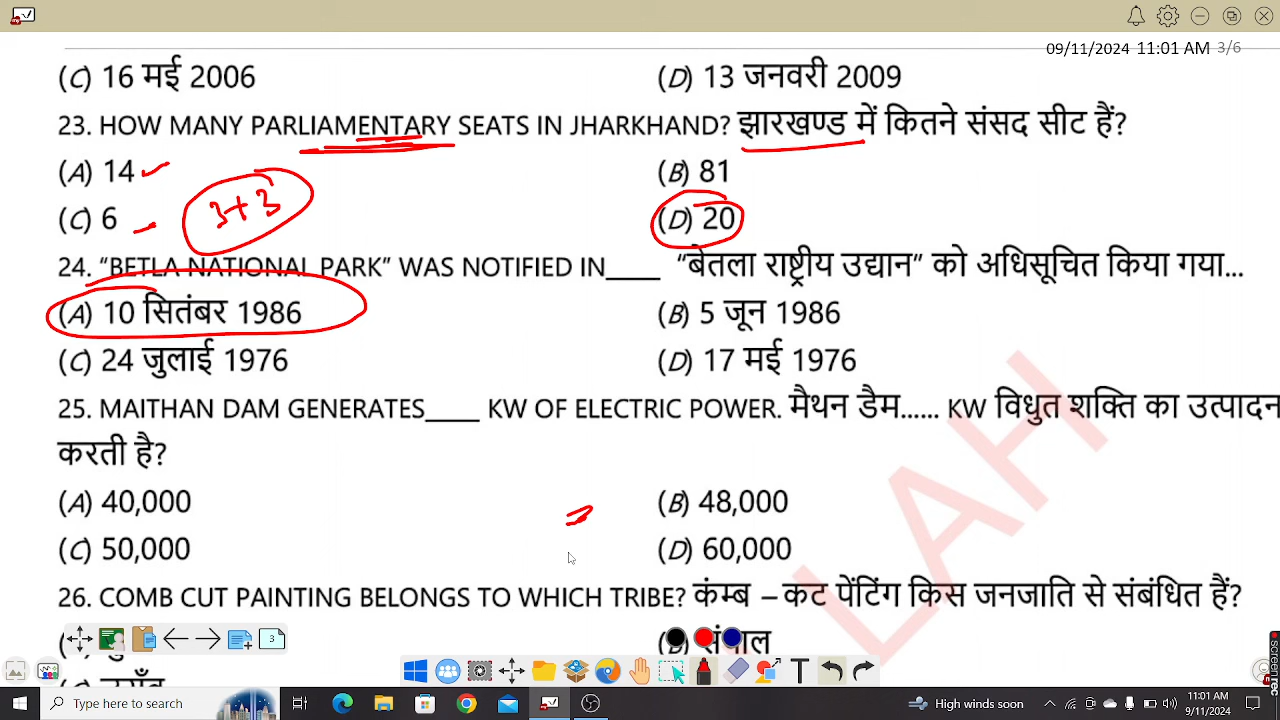 09/11/2024 11:01 AM 3/6
(C) 16 मई 2006 (D) 13 जनवरी 2009
23. HOW MANY PARLIAMENTARY SEATS IN JHARKHAND? झारखण्ड में कितने संसद सीट हैं?
(A) 14 (B) 81
3+3
(C) 6 (D) 20
24. “BETLA NATIONAL PARK” WAS NOTIFIED IN____ “बेतला राष्ट्रीय उद्यान” को अधिसूचित किया गया...
(A) 10 सितंबर 1986 (B) 5 जून 1986
(C) 24 जुलाई 1976 (D) 17 मई 1976
25. MAITHAN DAM GENERATES____ KW OF ELECTRIC POWER. मैथन डैम...... KW विधुत शक्ति का उत्पादन
करती है?
(A) 40,000 (B) 48,000
(C) 50,000 (D) 60,000
LAH
26. COMB CUT PAINTING BELONGS TO WHICH TRIBE? कंम्ब – कट पेंटिंग किस जनजाति से संबंधित हैं?
3
T
Type here to search
High winds soon
11:01 AM
9/11/2024